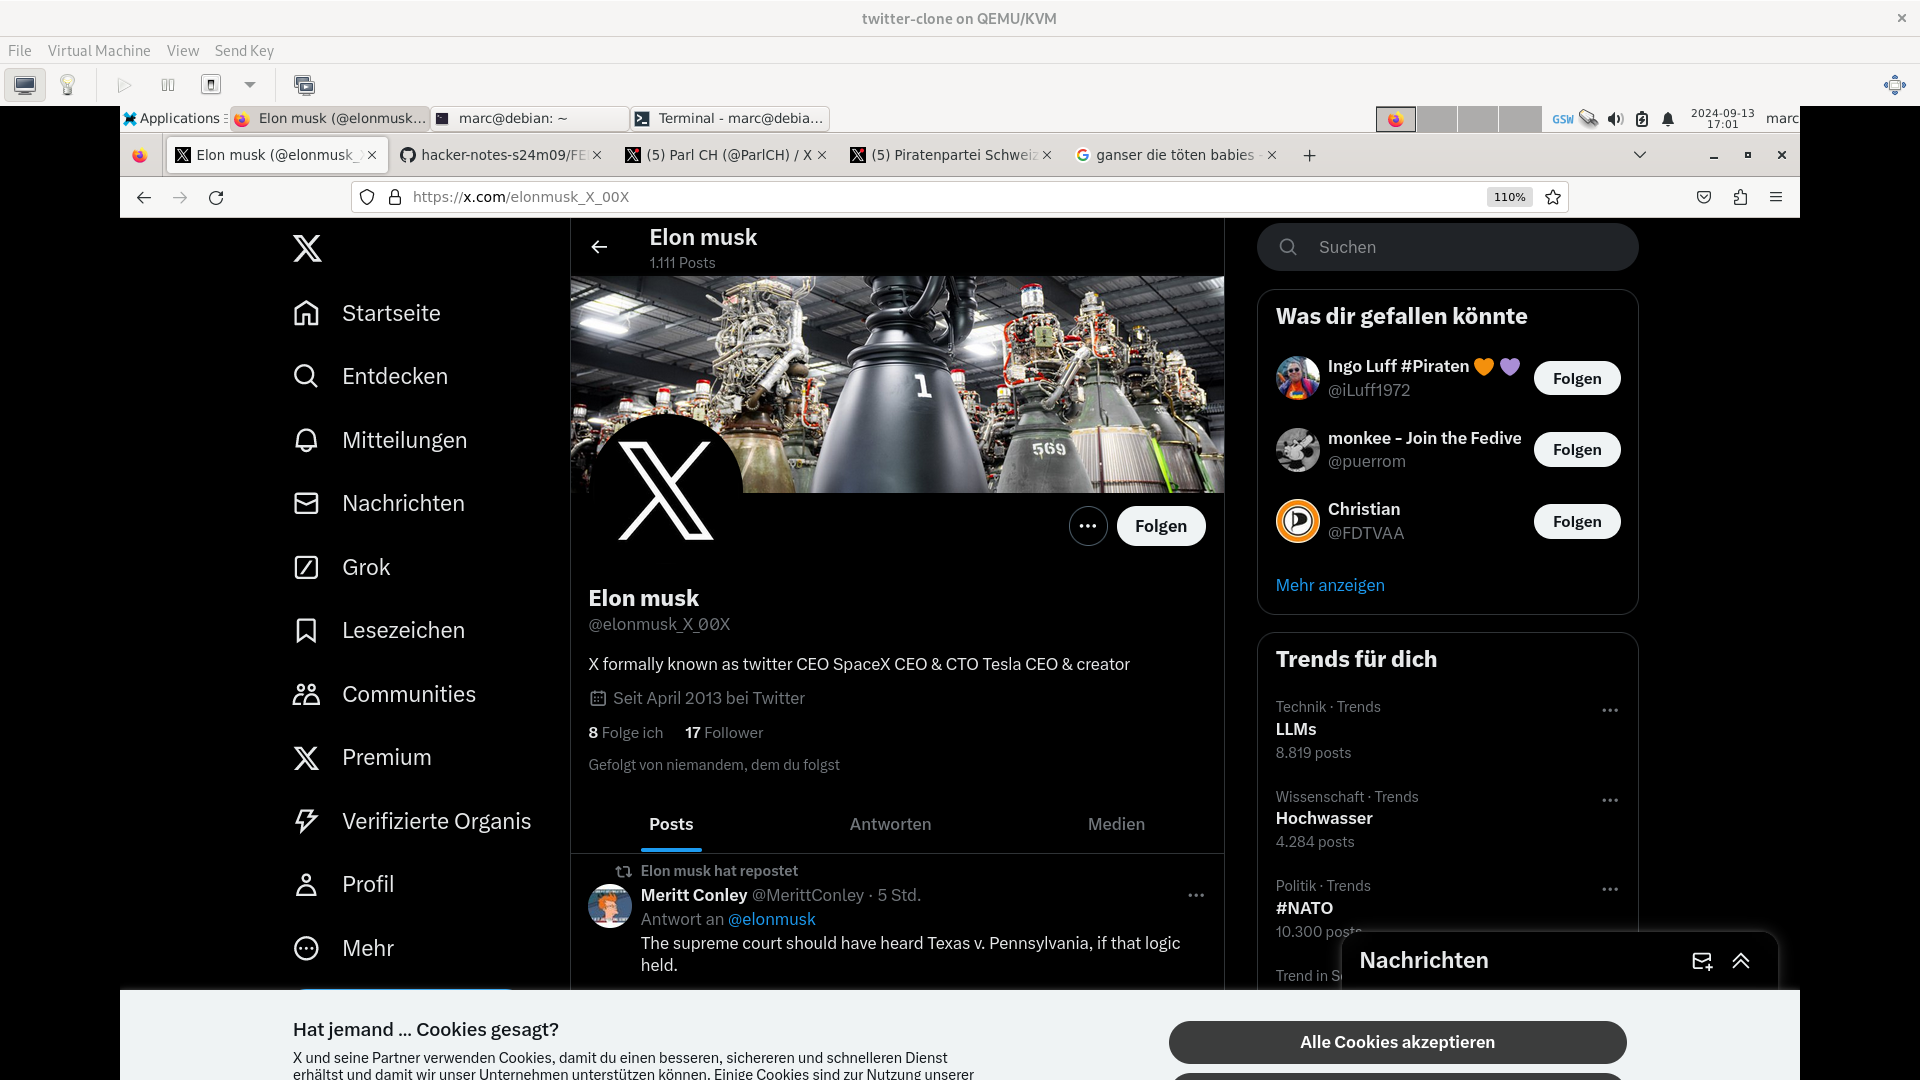 twitter-clone on QEMU/KVM
File Virtual Machine View Send Key
Applications Elon musk (@elonmusk... marc@debian: ~ Terminal - marc@debia... GSW 2024-09-13 17:01 marc
Elon musk (@elonmusk_X hacker-notes-s24m09/FE (5) Parl CH (@ParlCH) / X (5) Piratenpartei Schweiz ganser die töten babies -
https://x.com/elonmusk_X_00X 110%
Startseite
Entdecken
Mitteilungen
Nachrichten
Grok
Lesezeichen
Communities
Premium
Verifizierte Organis
Profil
Mehr
Elon musk
1.111 Posts
1
569
Folgen
Elon musk
@elonmusk_X_00X
X formally known as twitter CEO SpaceX CEO & CTO Tesla CEO & creator
Seit April 2013 bei Twitter
8 Folge ich 17 Follower
Gefolgt von niemandem, dem du folgst
Posts Antworten Medien
Elon musk hat repostet
Meritt Conley @MerittConley · 5 Std.
Antwort an @elonmusk
The supreme court should have heard Texas v. Pennsylvania, if that logic
held.
Suchen
Was dir gefallen könnte
Ingo Luff #Piraten 🧡 💜
@iLuff1972
Folgen
monkee - Join the Fedive
@puerrom
Folgen
Christian
@FDTVAA
Folgen
Mehr anzeigen
Trends für dich
Technik · Trends
LLMs
8.819 posts
Wissenschaft · Trends
Hochwasser
4.284 posts
Politik · Trends
#NATO
10.300 posts
Trend in S
Nachrichten
Hat jemand ... Cookies gesagt?
X und seine Partner verwenden Cookies, damit du einen besseren, sichereren und schnelleren Dienst
erhältst und damit wir unser Unternehmen unterstützen können. Einige Cookies sind zur Nutzung unserer
Alle Cookies akzeptieren